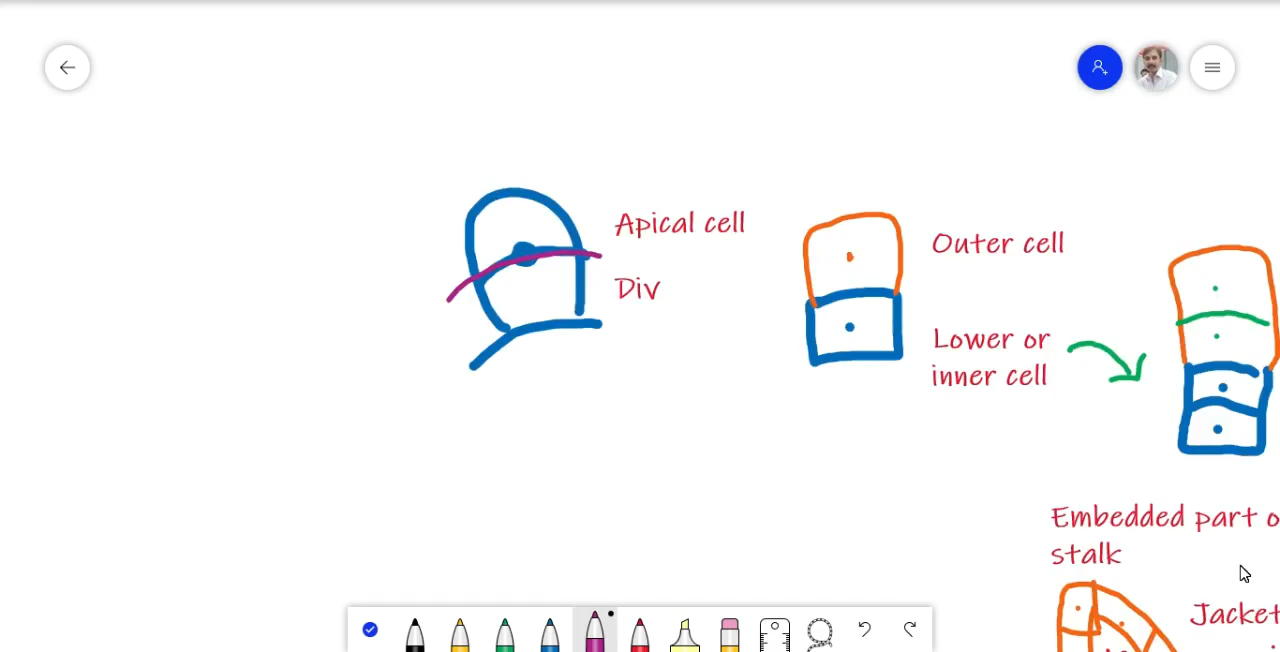 Apical cell
Div
Outer cell
Lower or
inner cell
Embedded part o
stalk
Jacket